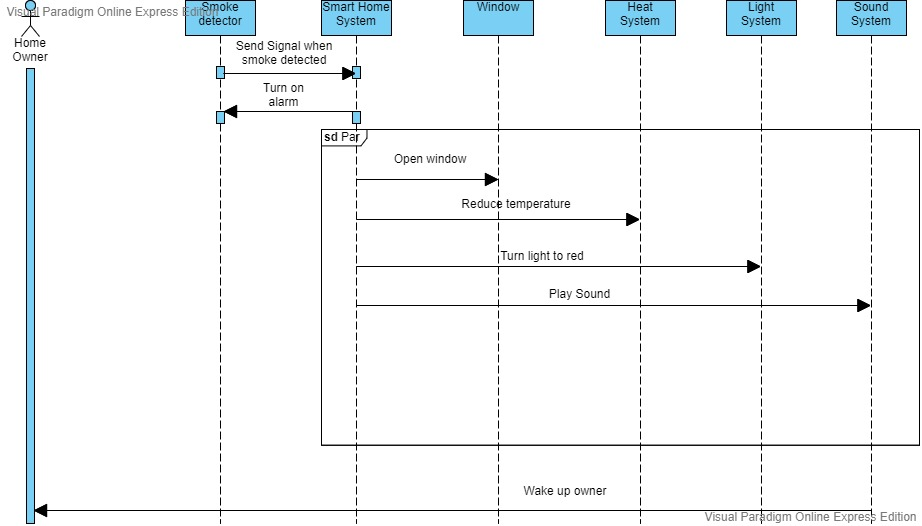 Visual Paradigm Online Express Edition
Home
Owner
Smoke
detector
Smart Home
System
Window
Heat
System
Light
System
Sound
System
Send Signal when
smoke detected
Turn on
alarm
sd Par
Open window
Reduce temperature
Turn light to red
Play Sound
Wake up owner
Visual Paradigm Online Express Edition